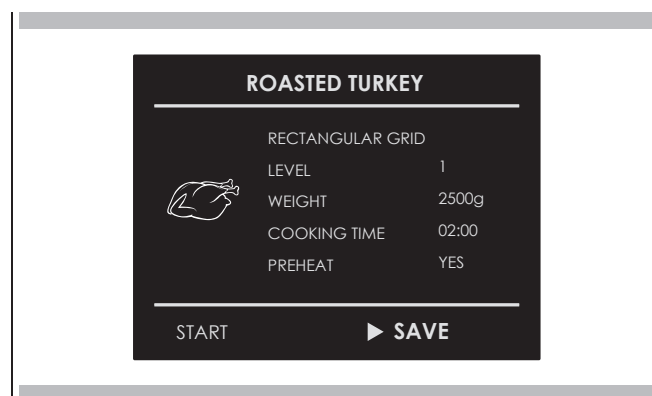 ROASTED TURKEY
RECTANGULAR GRID
LEVEL 1
WEIGHT 2500g
COOKING TIME 02:00
PREHEAT YES
START ▶ SAVE